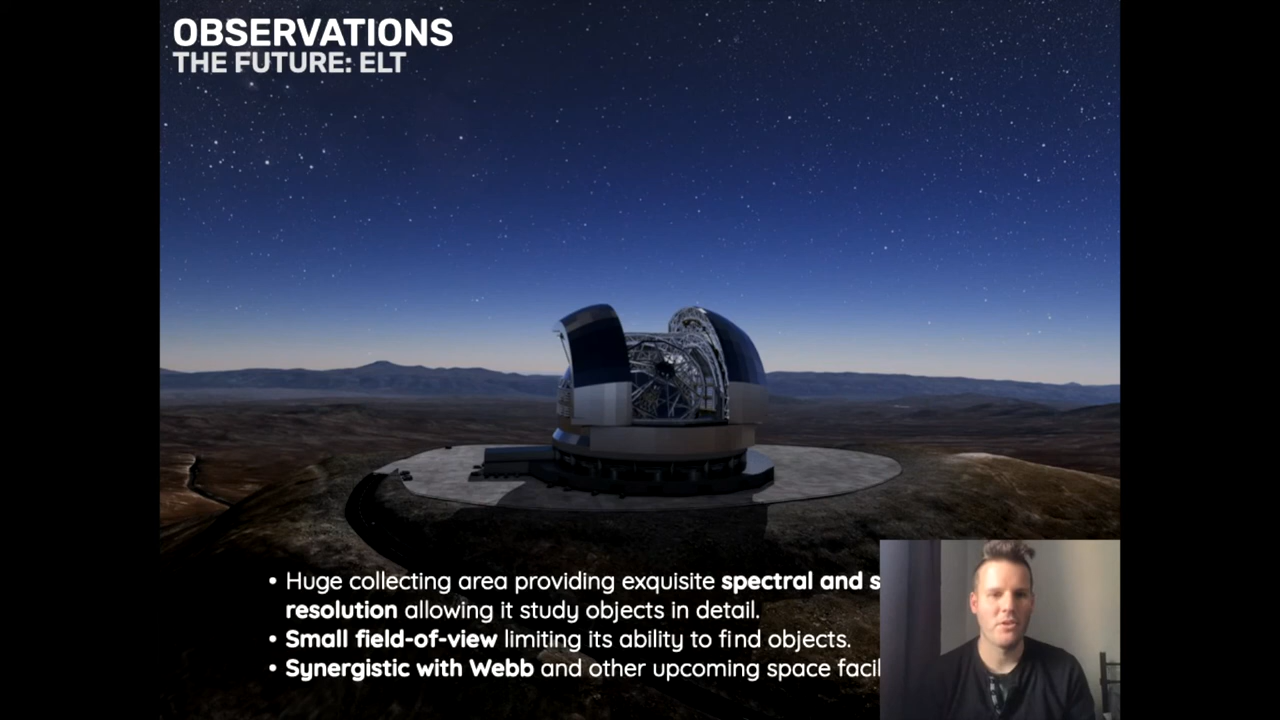 OBSERVATIONS
THE FUTURE: ELT
• Huge collecting area providing exquisite spectral and s
resolution allowing it study objects in detail.
• Small field-of-view limiting its ability to find objects.
• Synergistic with Webb and other upcoming space facil